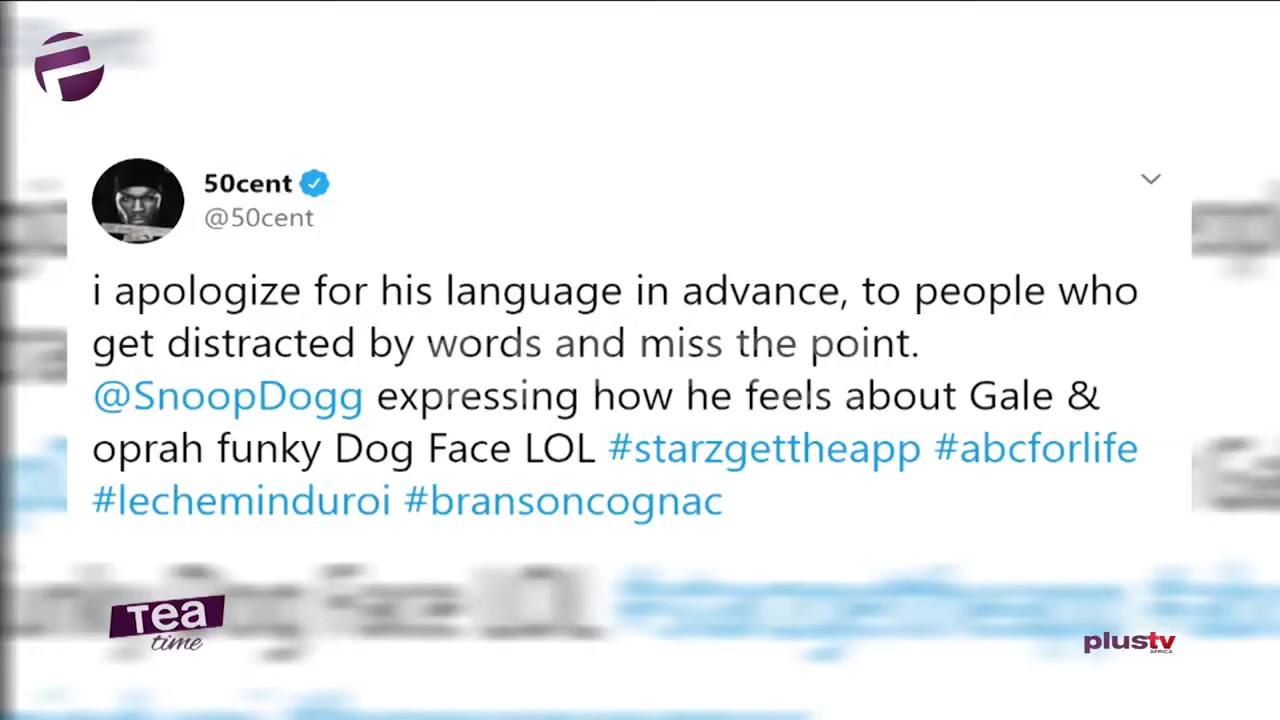 50cent
@50cent
i apologize for his language in advance, to people who
get distracted by words and miss the point.
@SnoopDogg expressing how he feels about Gale &
oprah funky Dog Face LOL #starzgettheapp #abcforlife
#lecheminduroi #bransoncognac
Tea
time
plustv
AFRICA